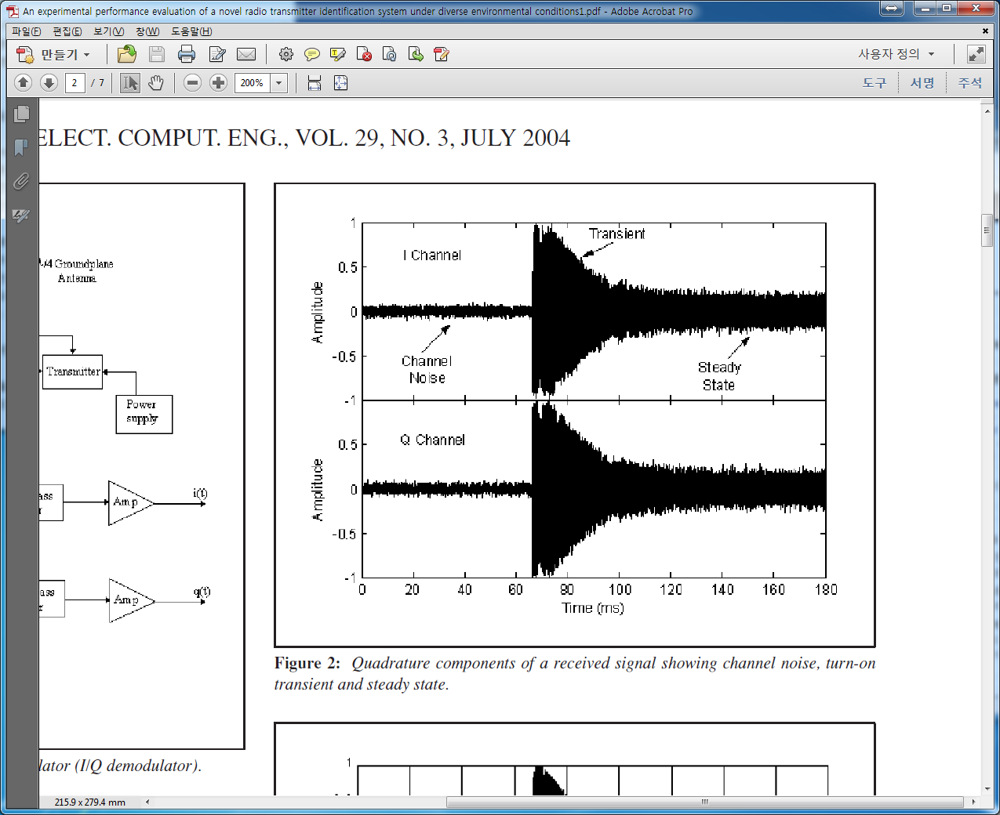 An experimental performance evaluation of a novel radio transmitter identification system under diverse environmental conditions1.pdf - Adobe Acrobat Pro
파일(F) 편집(E) 보기(V) 창(W) 도움말(H)
만들기
사용자 정의
2 / 7
200%
도구 서명 주석
ELECT. COMPUT. ENG., VOL. 29, NO. 3, JULY 2004
λ/4 Groundplane
Antenna
Transmitter
Power
supply
ass
r
Amp
i(t)
ass
r
Amp
q(t)
lator (I/Q demodulator).
1
0.5
0
-0.5
-1
Amplitude
I Channel
Transient
Channel
Noise
Steady
State
0.5
0
-0.5
-1
Amplitude
Q Channel
0 20 40 60 80 100 120 140 160 180
Time (ms)
Figure 2: Quadrature components of a received signal showing channel noise, turn-on
transient and steady state.
1
215.9 x 279.4 mm